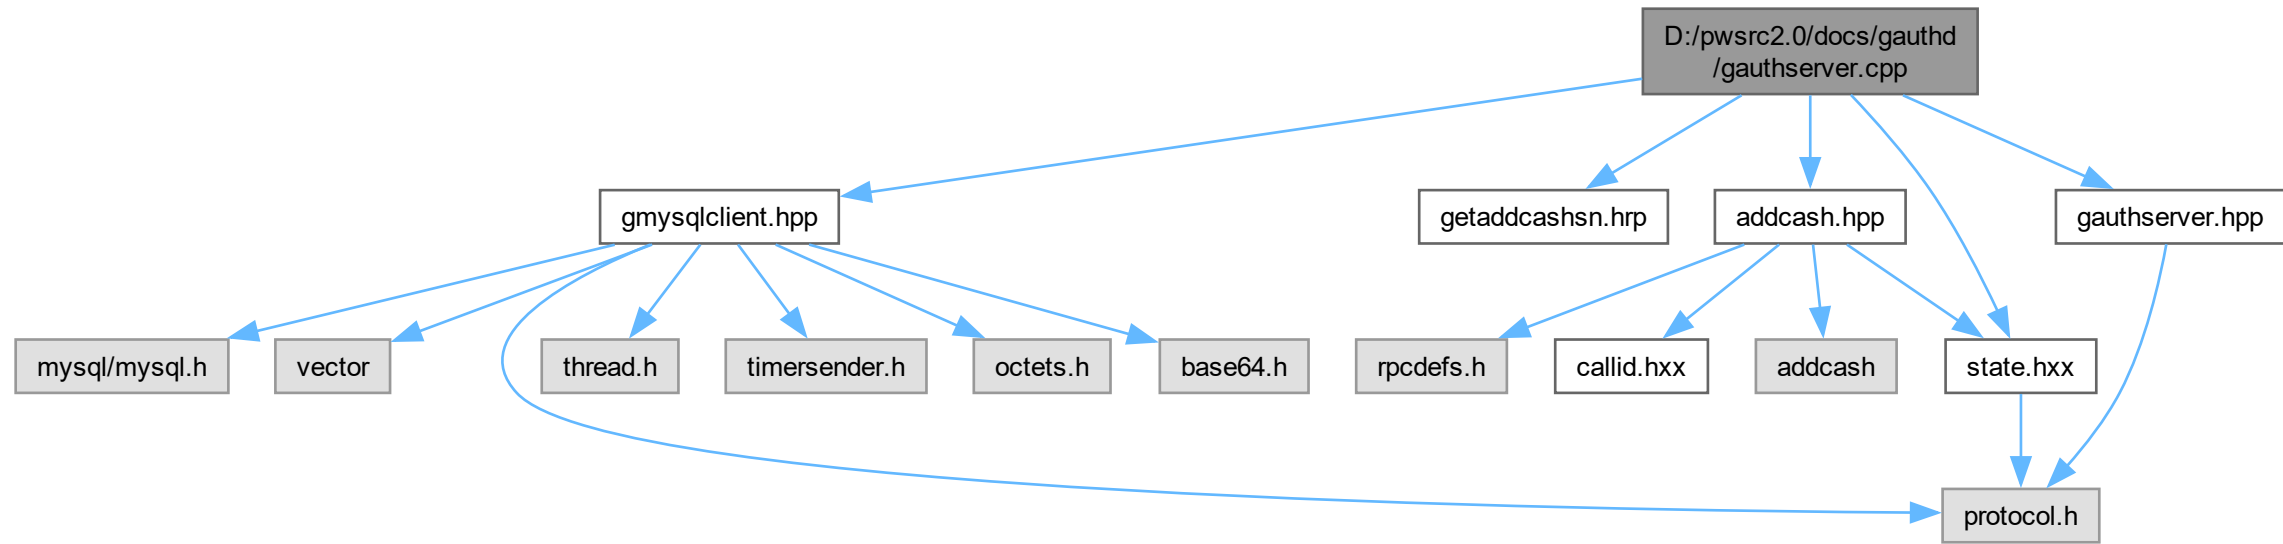 D:/pwsrc2.0/docs/gauthd
/gauthserver.cpp
gmysqlclient.hpp
getaddcashsn.hrp
addcash.hpp
gauthserver.hpp
mysql/mysql.h
vector
thread.h
timersender.h
octets.h
base64.h
rpcdefs.h
callid.hxx
addcash
state.hxx
protocol.h